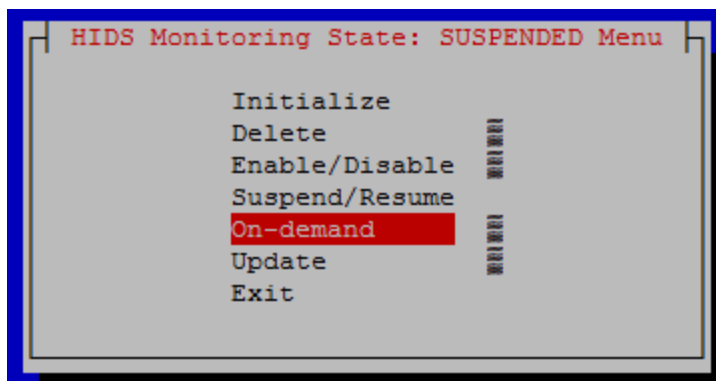 HIDS Monitoring State: SUSPENDED Menu
Initialize
Delete
Enable/Disable
Suspend/Resume
On-demand
Update
Exit